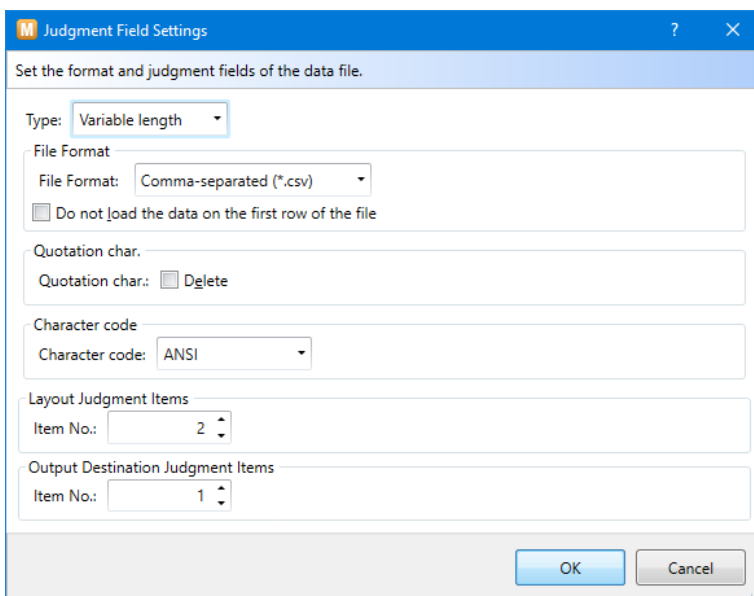 M Judgment Field Settings ? ×
Set the format and judgment fields of the data file.
Type: Variable length
File Format
File Format: Comma-separated (*.csv)
Do not load the data on the first row of the file
Quotation char.
Quotation char.: Delete
Character code
Character code: ANSI
Layout Judgment Items
Item No.: 2
Output Destination Judgment Items
Item No.: 1
OK Cancel